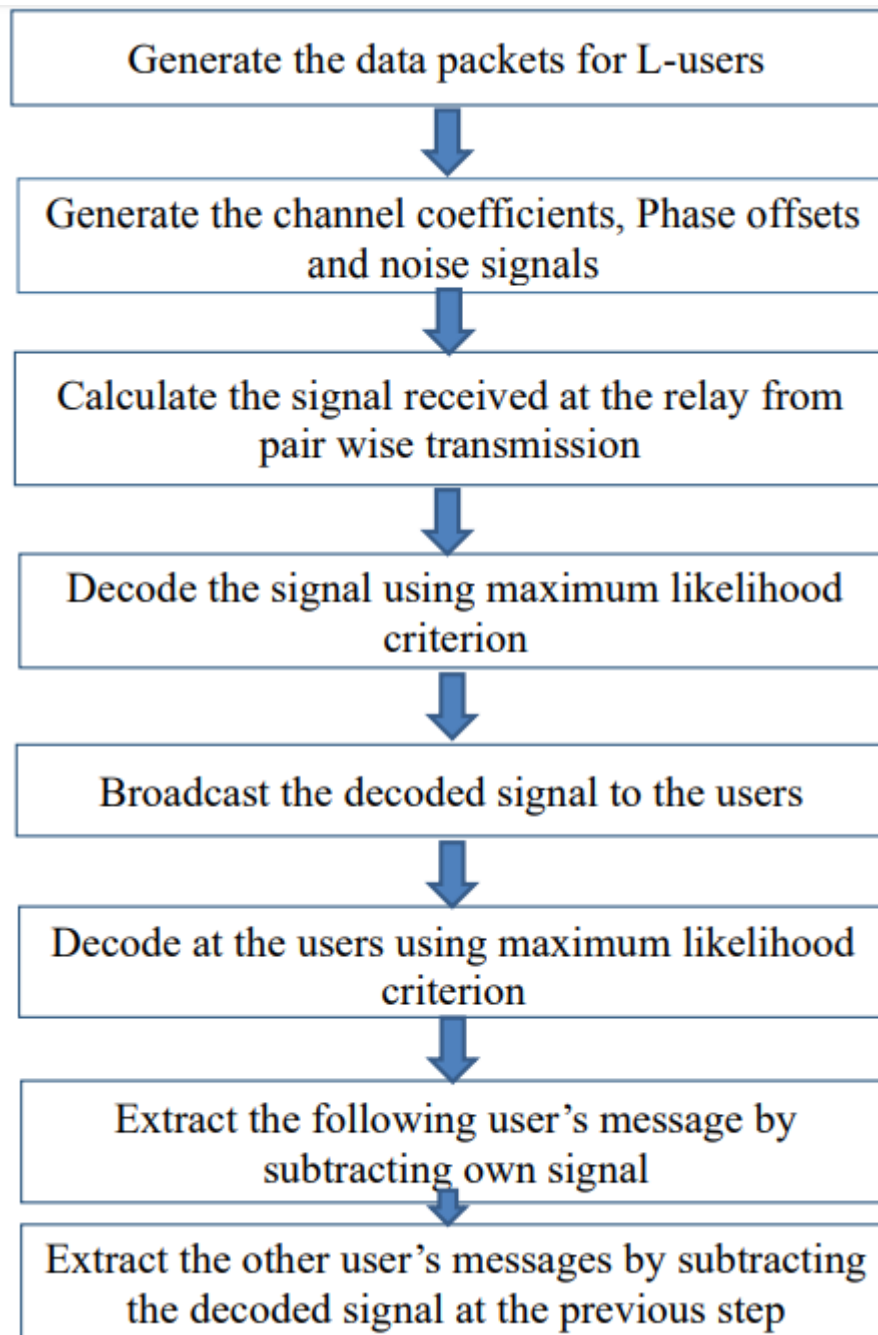 Generate the data packets for L-users
Generate the channel coefficients, Phase offsets
and noise signals
Calculate the signal received at the relay from
pair wise transmission
Decode the signal using maximum likelihood
criterion
Broadcast the decoded signal to the users
Decode at the users using maximum likelihood
criterion
Extract the following user’s message by
subtracting own signal
Extract the other user’s messages by subtracting
the decoded signal at the previous step